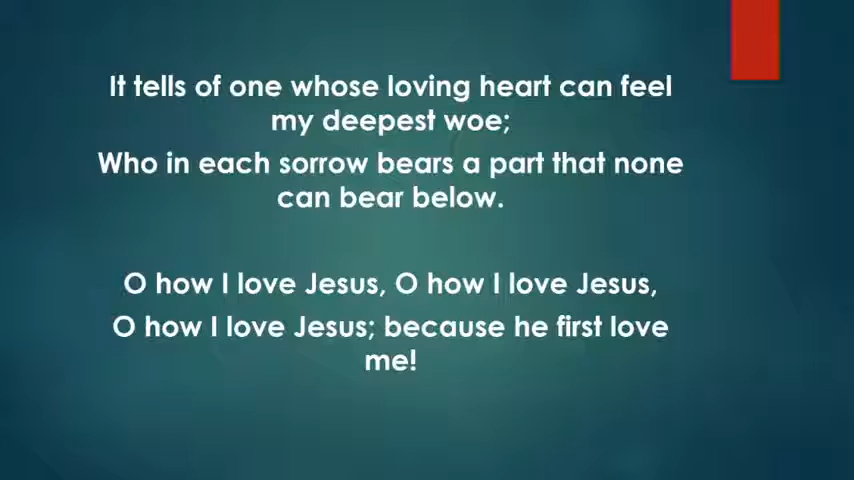 It tells of one whose loving heart can feel
my deepest woe;
Who in each sorrow bears a part that none
can bear below.
O how I love Jesus, O how I love Jesus,
O how I love Jesus; because he first love
me!